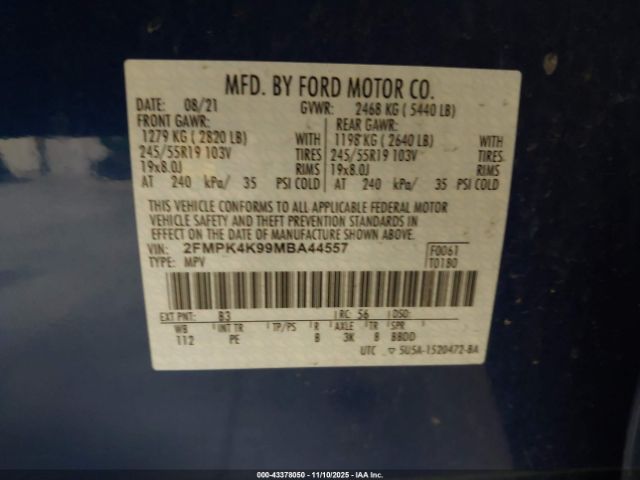 MFD. BY FORD MOTOR CO.
DATE: 08/21 GVWR: 2468 KG ( 5440 LB)
FRONT GAWR: REAR GAWR:
1279 KG ( 2820 LB) WITH 1198 KG ( 2640 LB) WITH
245/55R19 103V TIRES 245/55R19 103V TIRES
19x8.0J RIMS 19x8.0J RIMS
AT 240 kPa/ 35 PSI COLD AT 240 kPa/ 35 PSI COLD
THIS VEHICLE CONFORMS TO ALL APPLICABLE FEDERAL MOTOR
VEHICLE SAFETY AND THEFT PREVENTION STANDARDS IN
EFFECT ON THE DATE OF MANUFACTURE SHOWN ABOVE.
VIN: 2FMPK4K99MBA44557 F0061
TYPE: MPV T0180
EXT PNT: B3 RC: 56 DSO:
WB INT TR TP/PS R AXLE TR SPR
112 PE B 3K 8 BBDD
UTC ▽ 5U5A-1520472-BA
000-43378050 - 11/10/2025 - IAA Inc.